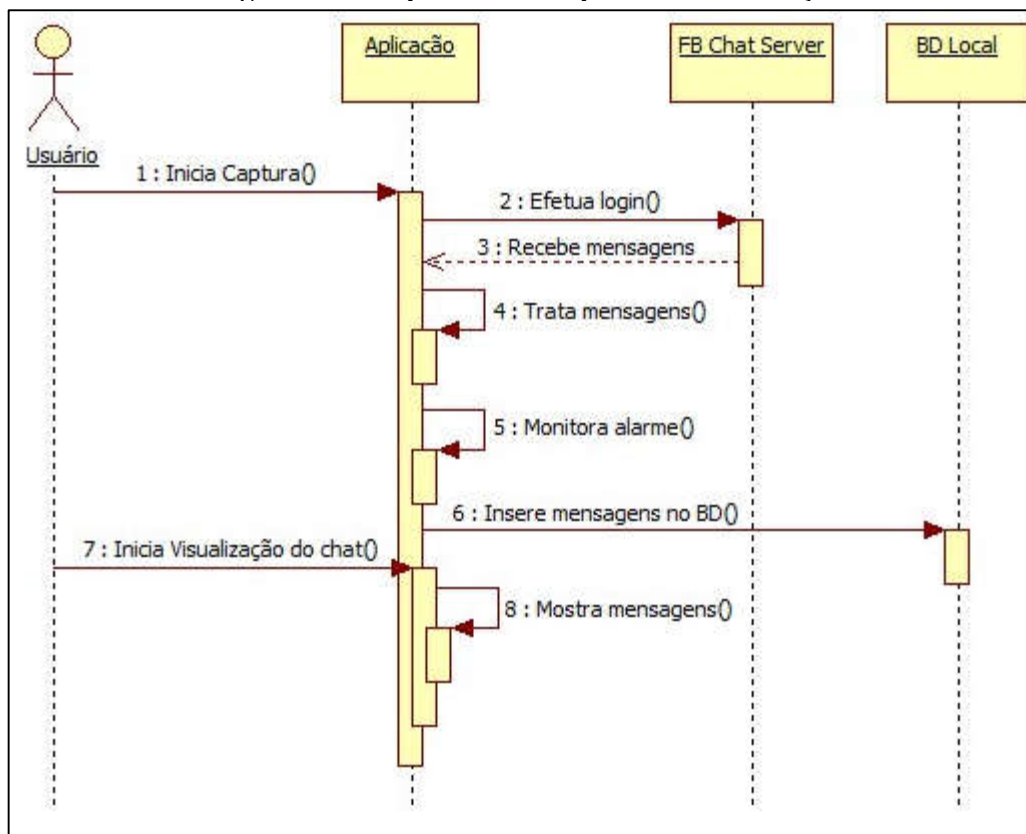 Aplicação
FB Chat Server
BD Local
Usuário
1 : Inicia Captura()
2 : Efetua login()
3 : Recebe mensagens
4 : Trata mensagens()
5 : Monitora alarme()
6 : Insere mensagens no BD()
7 : Inicia Visualização do chat()
8 : Mostra mensagens()